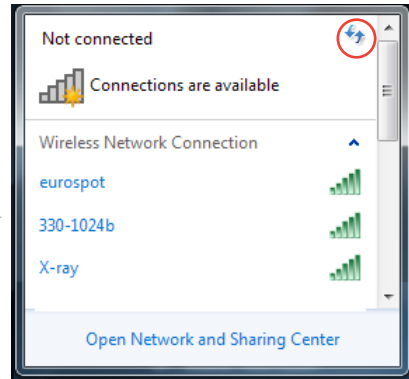 Not connected
Connections are available
Wireless Network Connection
eurospot
330-1024b
X-ray
Open Network and Sharing Center